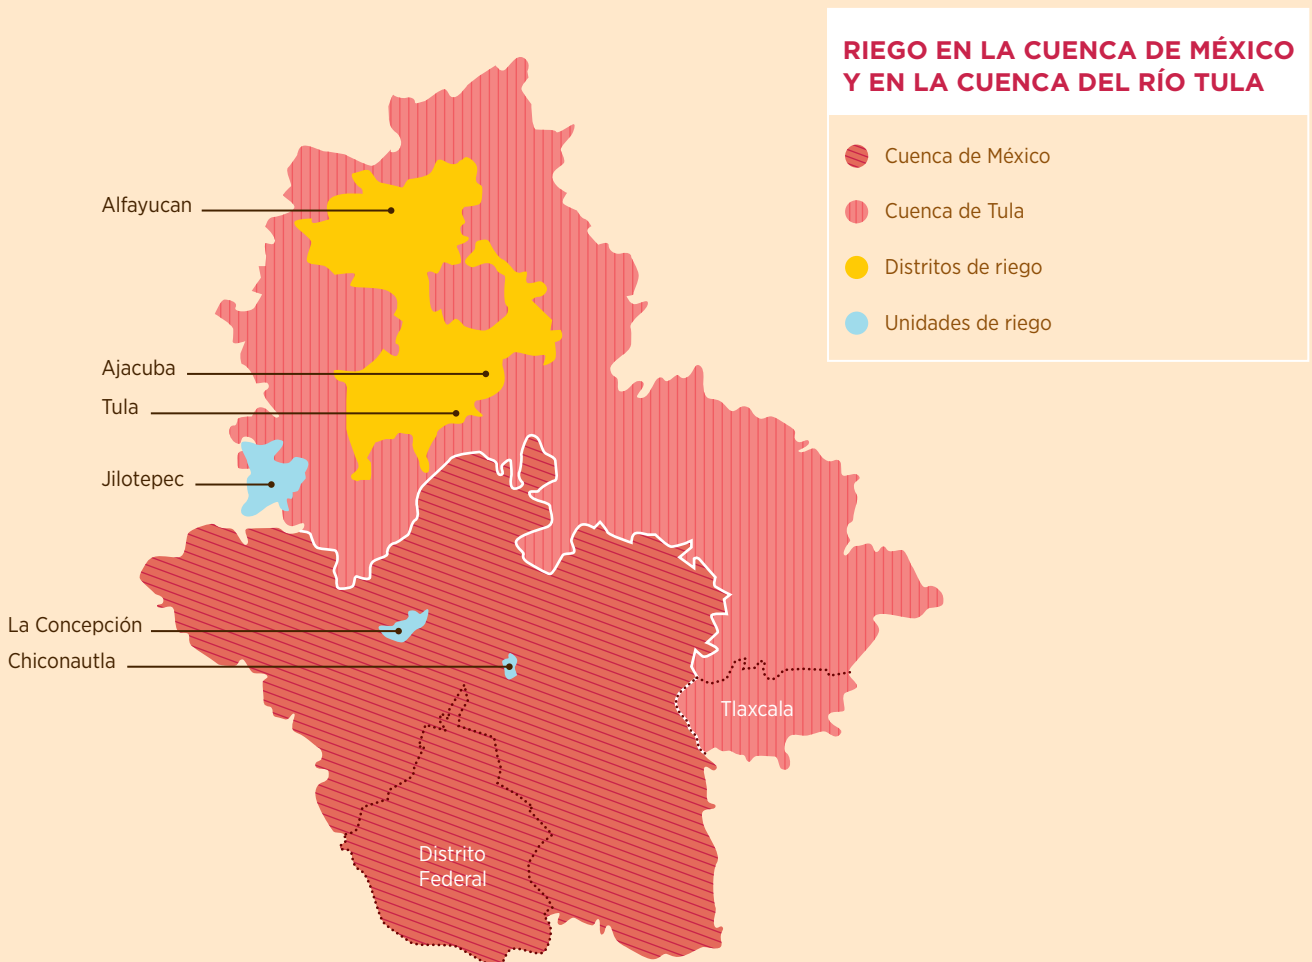 RIEGO EN LA CUENCA DE MÉXICO
Y EN LA CUENCA DEL RÍO TULA
Cuenca de México
Cuenca de Tula
Distritos de riego
Unidades de riego
Alfayucan
Ajacuba
Tula
Jilotepec
La Concepción
Chiconautla
Tlaxcala
Distrito
Federal